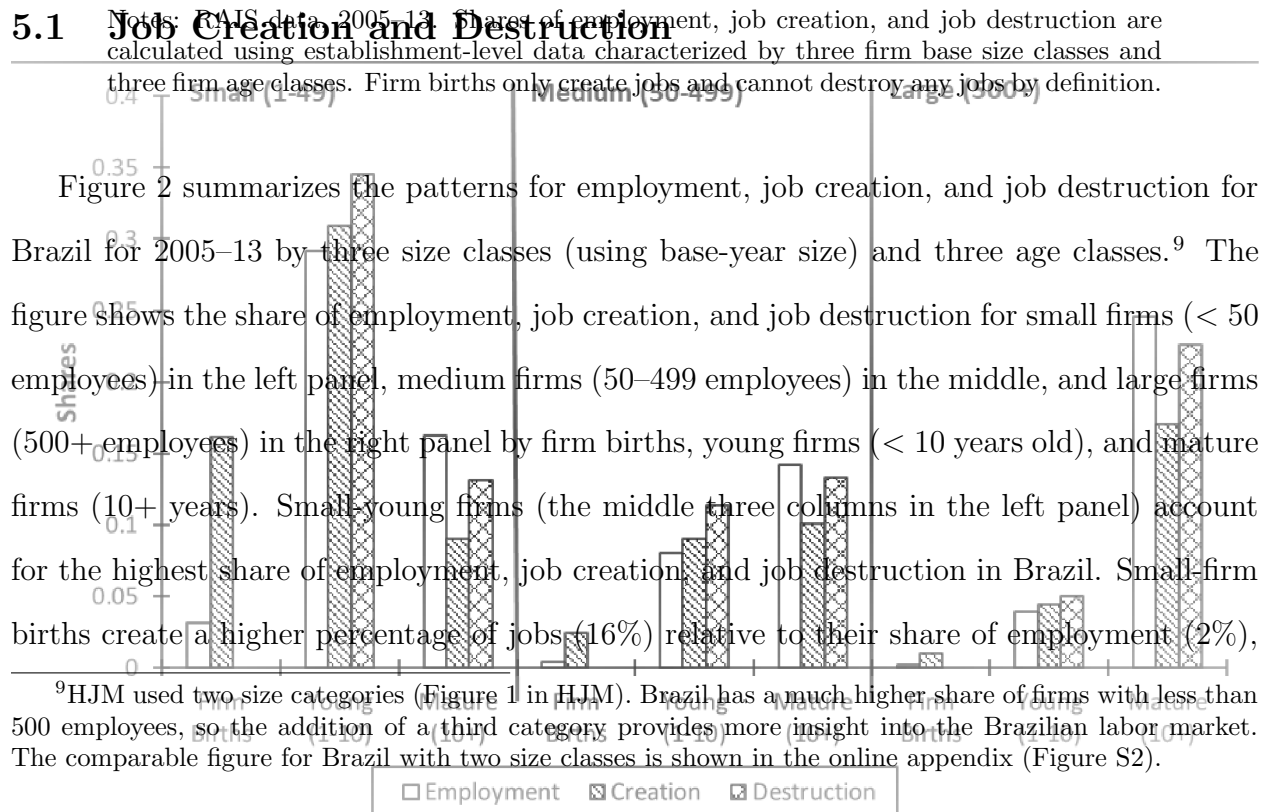 5.1 Job Creation and Destruction
Notes: RAIS data, 2005–13. Shares of employment, job creation, and job destruction are
calculated using establishment-level data characterized by three firm base size classes and
three firm age classes. Firm births only create jobs and cannot destroy any jobs by definition.
Small (1-49) Medium (50-499) Large (500+)
Figure 2 summarizes the patterns for employment, job creation, and job destruction for
Brazil for 2005–13 by three size classes (using base-year size) and three age classes.⁹ The
figure shows the share of employment, job creation, and job destruction for small firms (< 50
employees) in the left panel, medium firms (50–499 employees) in the middle, and large firms
(500+ employees) in the right panel by firm births, young firms (< 10 years old), and mature
firms (10+ years). Small-young firms (the middle three columns in the left panel) account
for the highest share of employment, job creation, and job destruction in Brazil. Small-firm
births create a higher percentage of jobs (16%) relative to their share of employment (2%),
Shares
0.4
0.35
0.3
0.25
0.2
0.15
0.1
0.05
0
Firm Young Mature Firm Young Mature Firm Young Mature
Births (1-10) (10+) Births (1-10) (10+) Births (1-10) (10+)
⁹HJM used two size categories (Figure 1 in HJM). Brazil has a much higher share of firms with less than
500 employees, so the addition of a third category provides more insight into the Brazilian labor market.
The comparable figure for Brazil with two size classes is shown in the online appendix (Figure S2).
Employment Creation Destruction